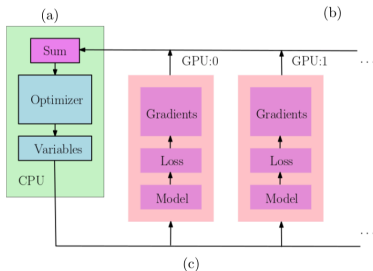 (a)
(b)
Sum
GPU:0
GPU:1
...
Optimizer
Gradients
Gradients
Variables
Loss
Loss
CPU
Model
Model
...
(c)